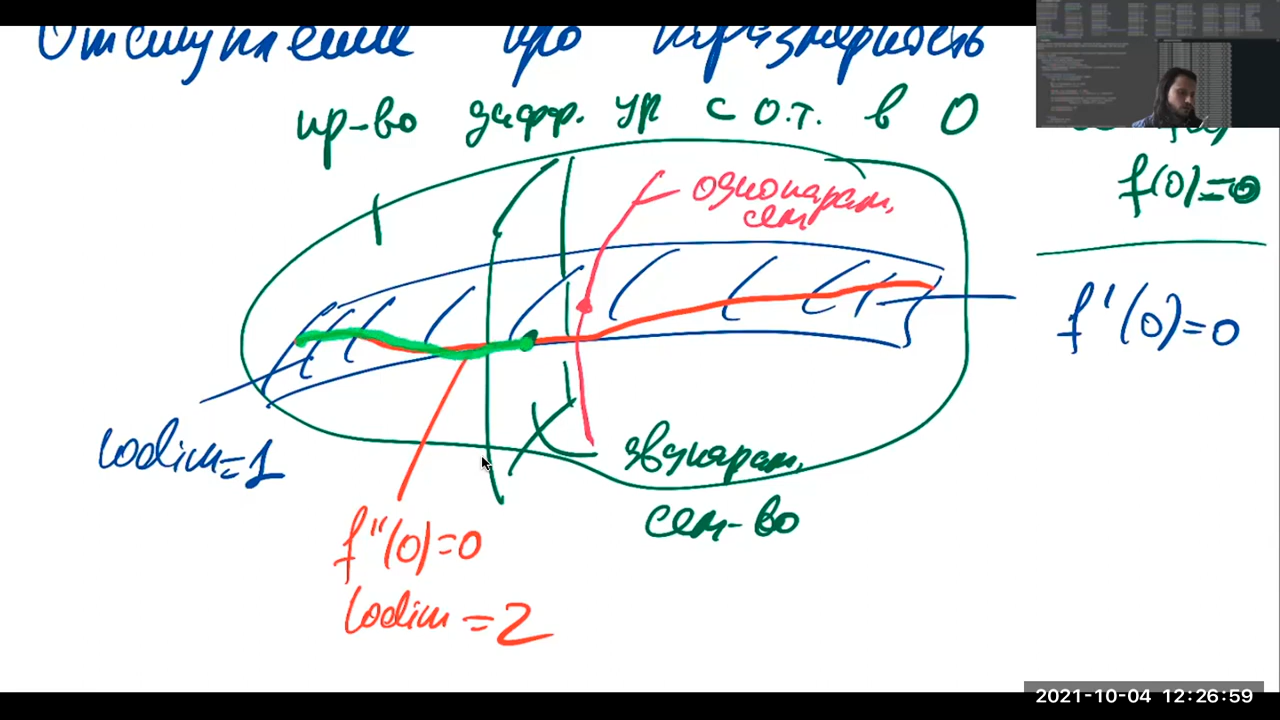 Отступление про коразмерность
пр-во дифф. ур с о.т. в 0
f(0)=0
однопарам.
сем
f'(0)=0
codim=1
двупарам.
сем-во
f''(0)=0
codim=2
2021-10-04 12:26:59